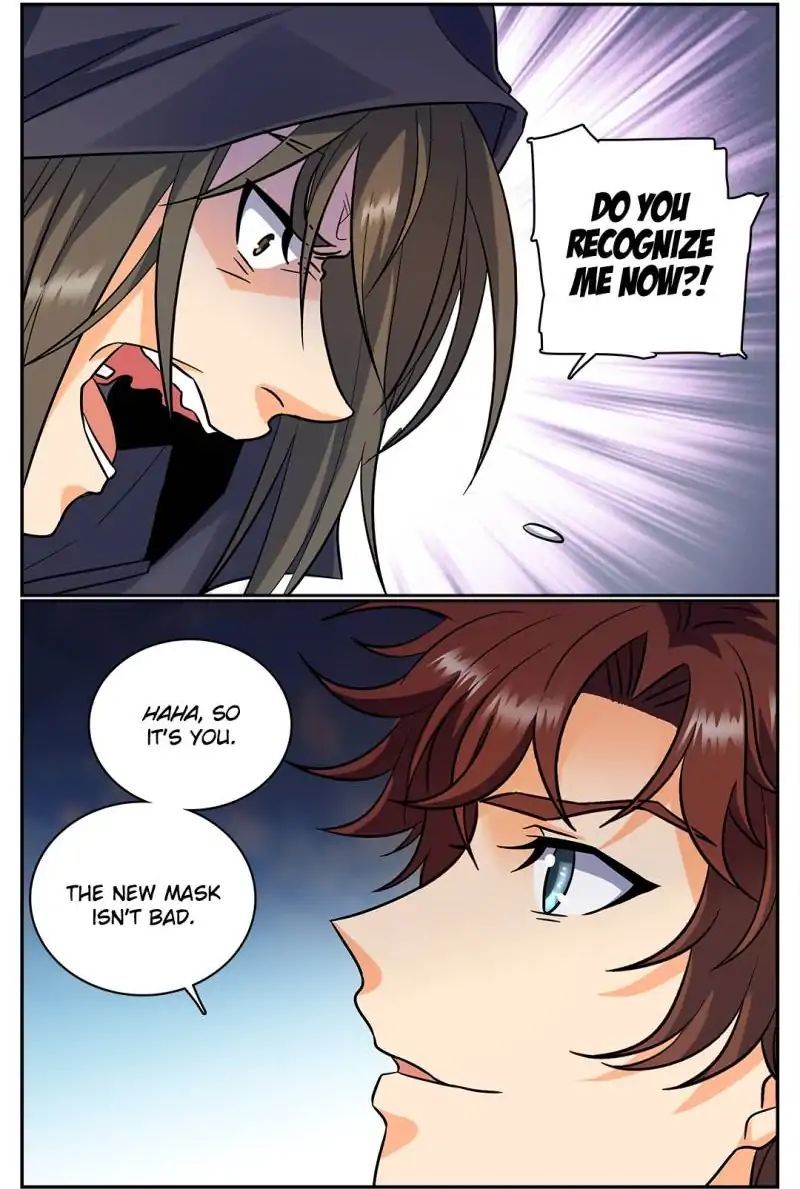 DO YOU
RECOGNIZE
ME NOW?!
HAHA, SO
IT'S YOU.
THE NEW MASK
ISN'T BAD.